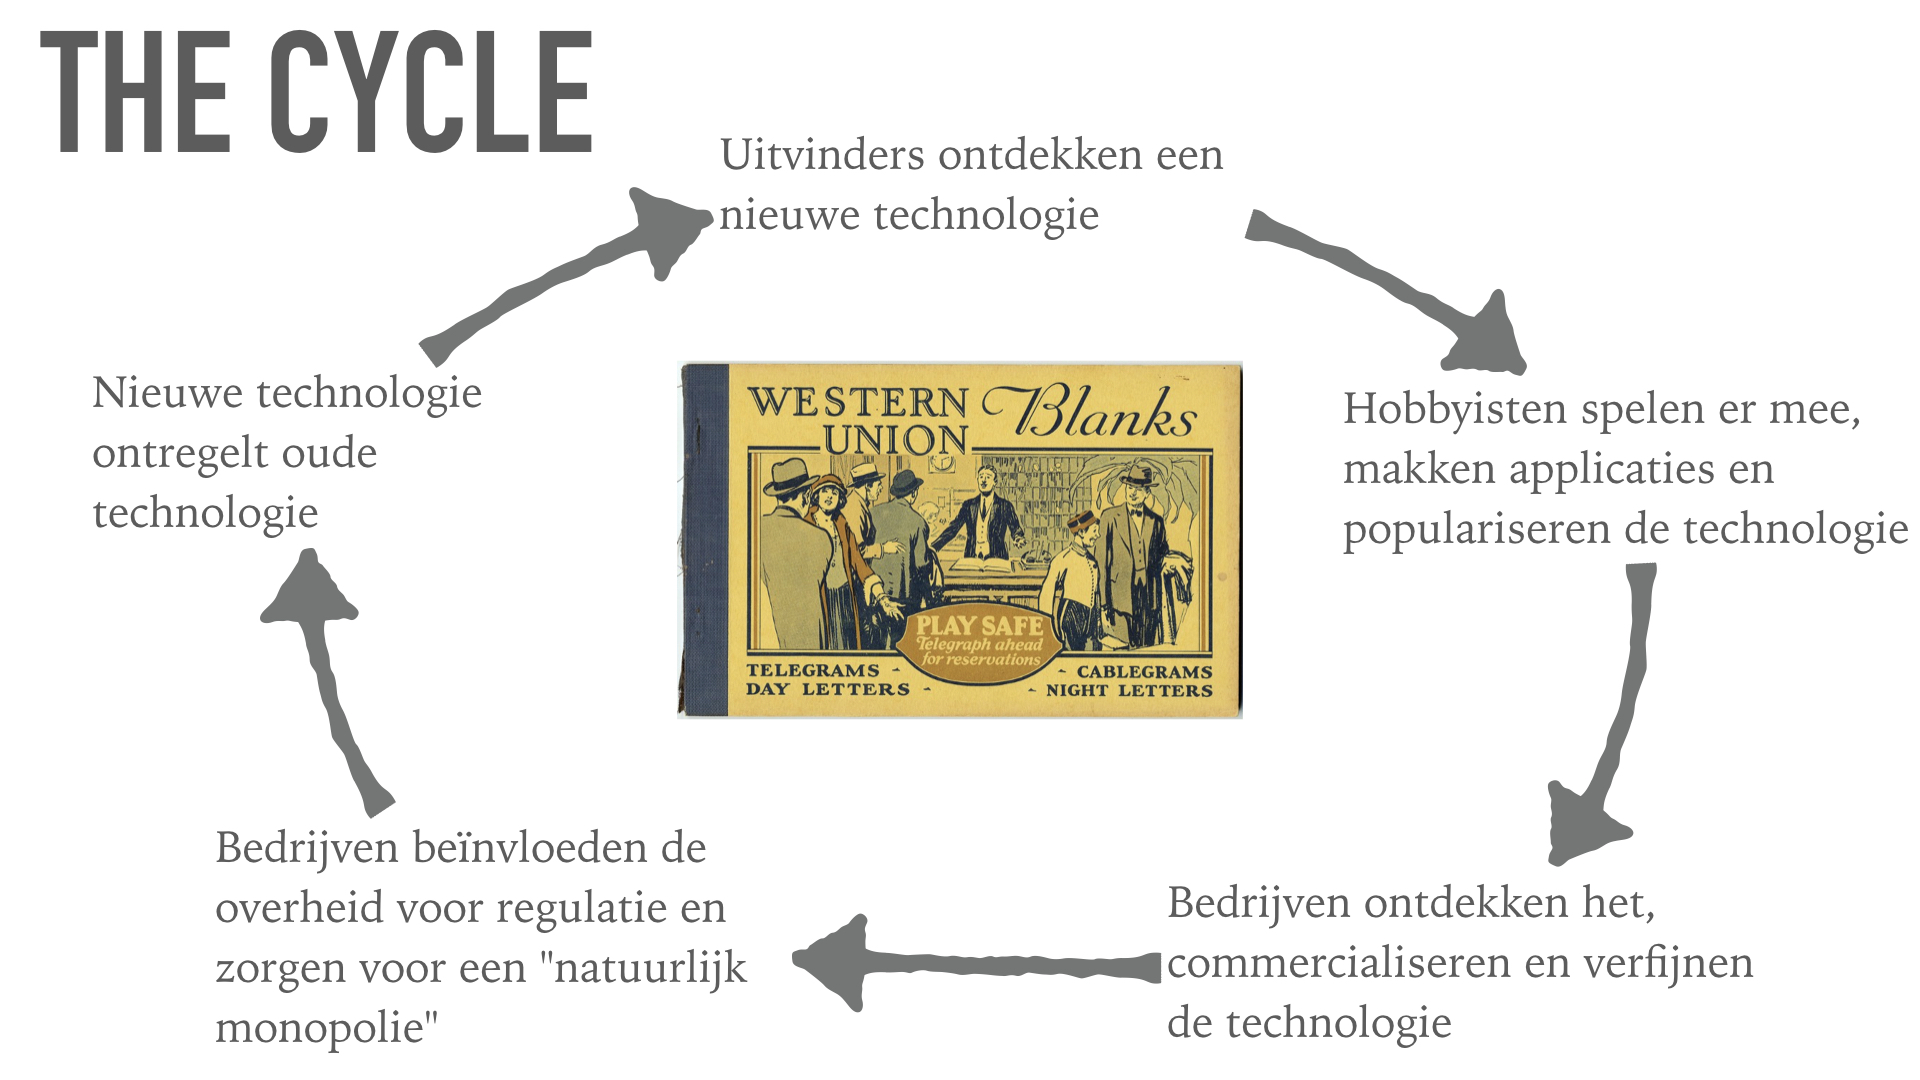 THE CYCLE
Uitvinders ontdekken een
nieuwe technologie
Hobbyisten spelen er mee,
makken applicaties en
populariseren de technologie
Bedrijven ontdekken het,
commercialiseren en verfijnen
de technologie
Bedrijven beïnvloeden de
overheid voor regulatie en
zorgen voor een "natuurlijk
monopolie"
Nieuwe technologie
ontregelt oude
technologie
WESTERN
UNION
Blanks
PLAY SAFE
Telegraph ahead
for reservations
TELEGRAMS -
DAY LETTERS -
- CABLEGRAMS
- NIGHT LETTERS